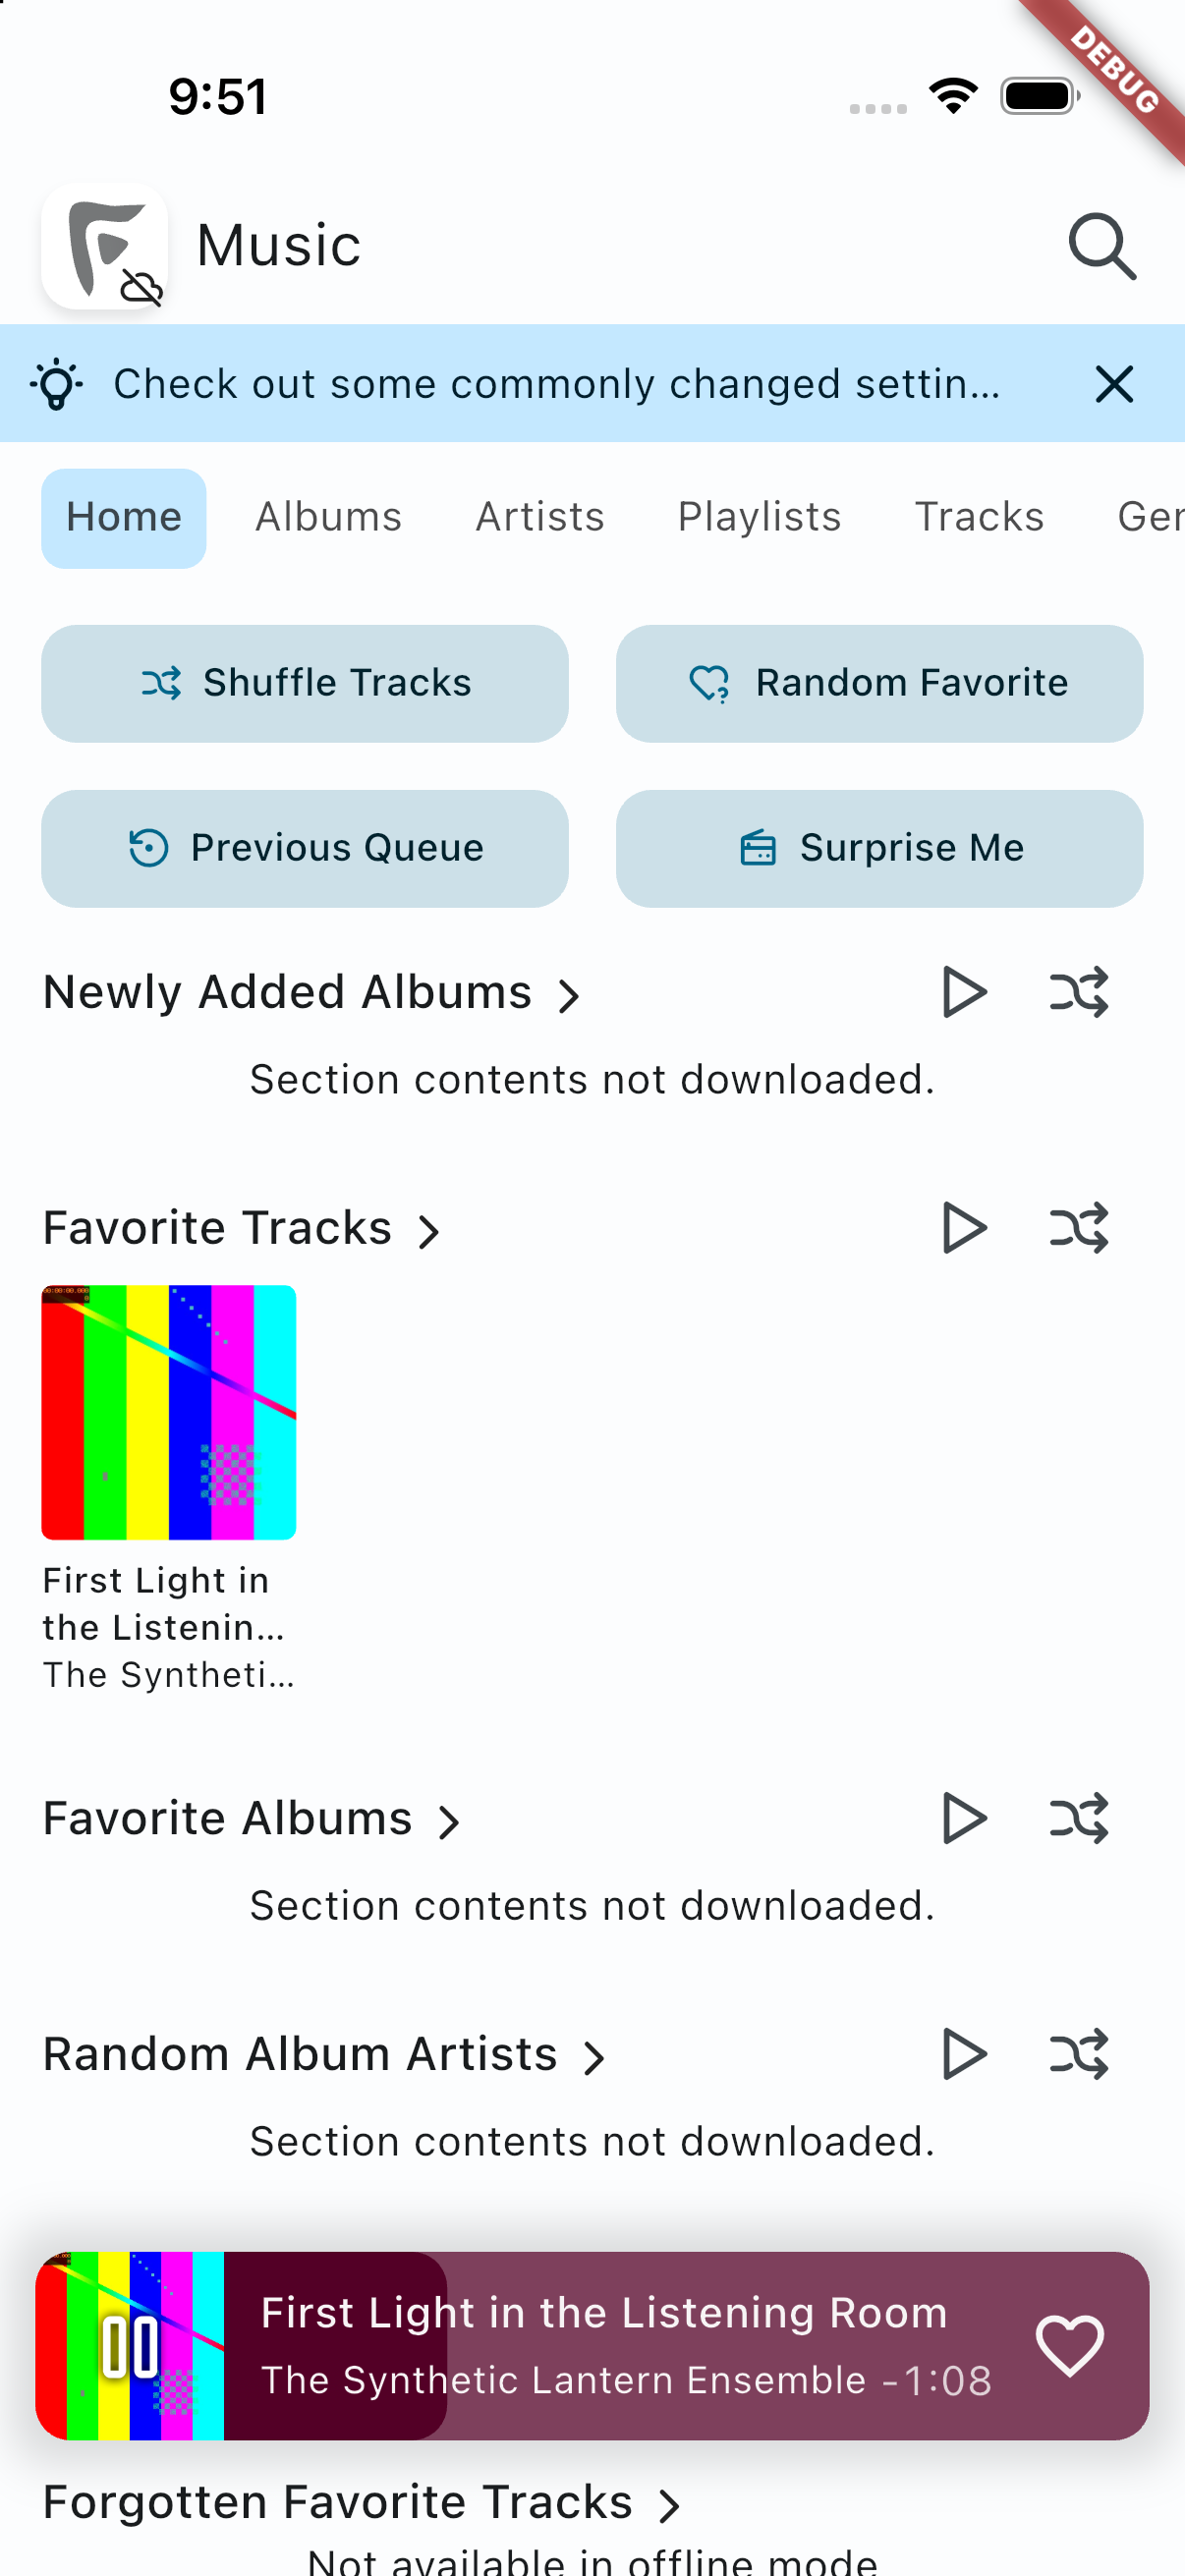 9:51
DEBUG
Music
Check out some commonly changed settin...
Home Albums Artists Playlists Tracks Ger
Shuffle Tracks
Random Favorite
Previous Queue
Surprise Me
Newly Added Albums
Section contents not downloaded.
Favorite Tracks
First Light in
the Listenin...
The Syntheti...
Favorite Albums
Section contents not downloaded.
Random Album Artists
Section contents not downloaded.
First Light in the Listening Room
The Synthetic Lantern Ensemble -1:08
Forgotten Favorite Tracks
Not available in offline mode